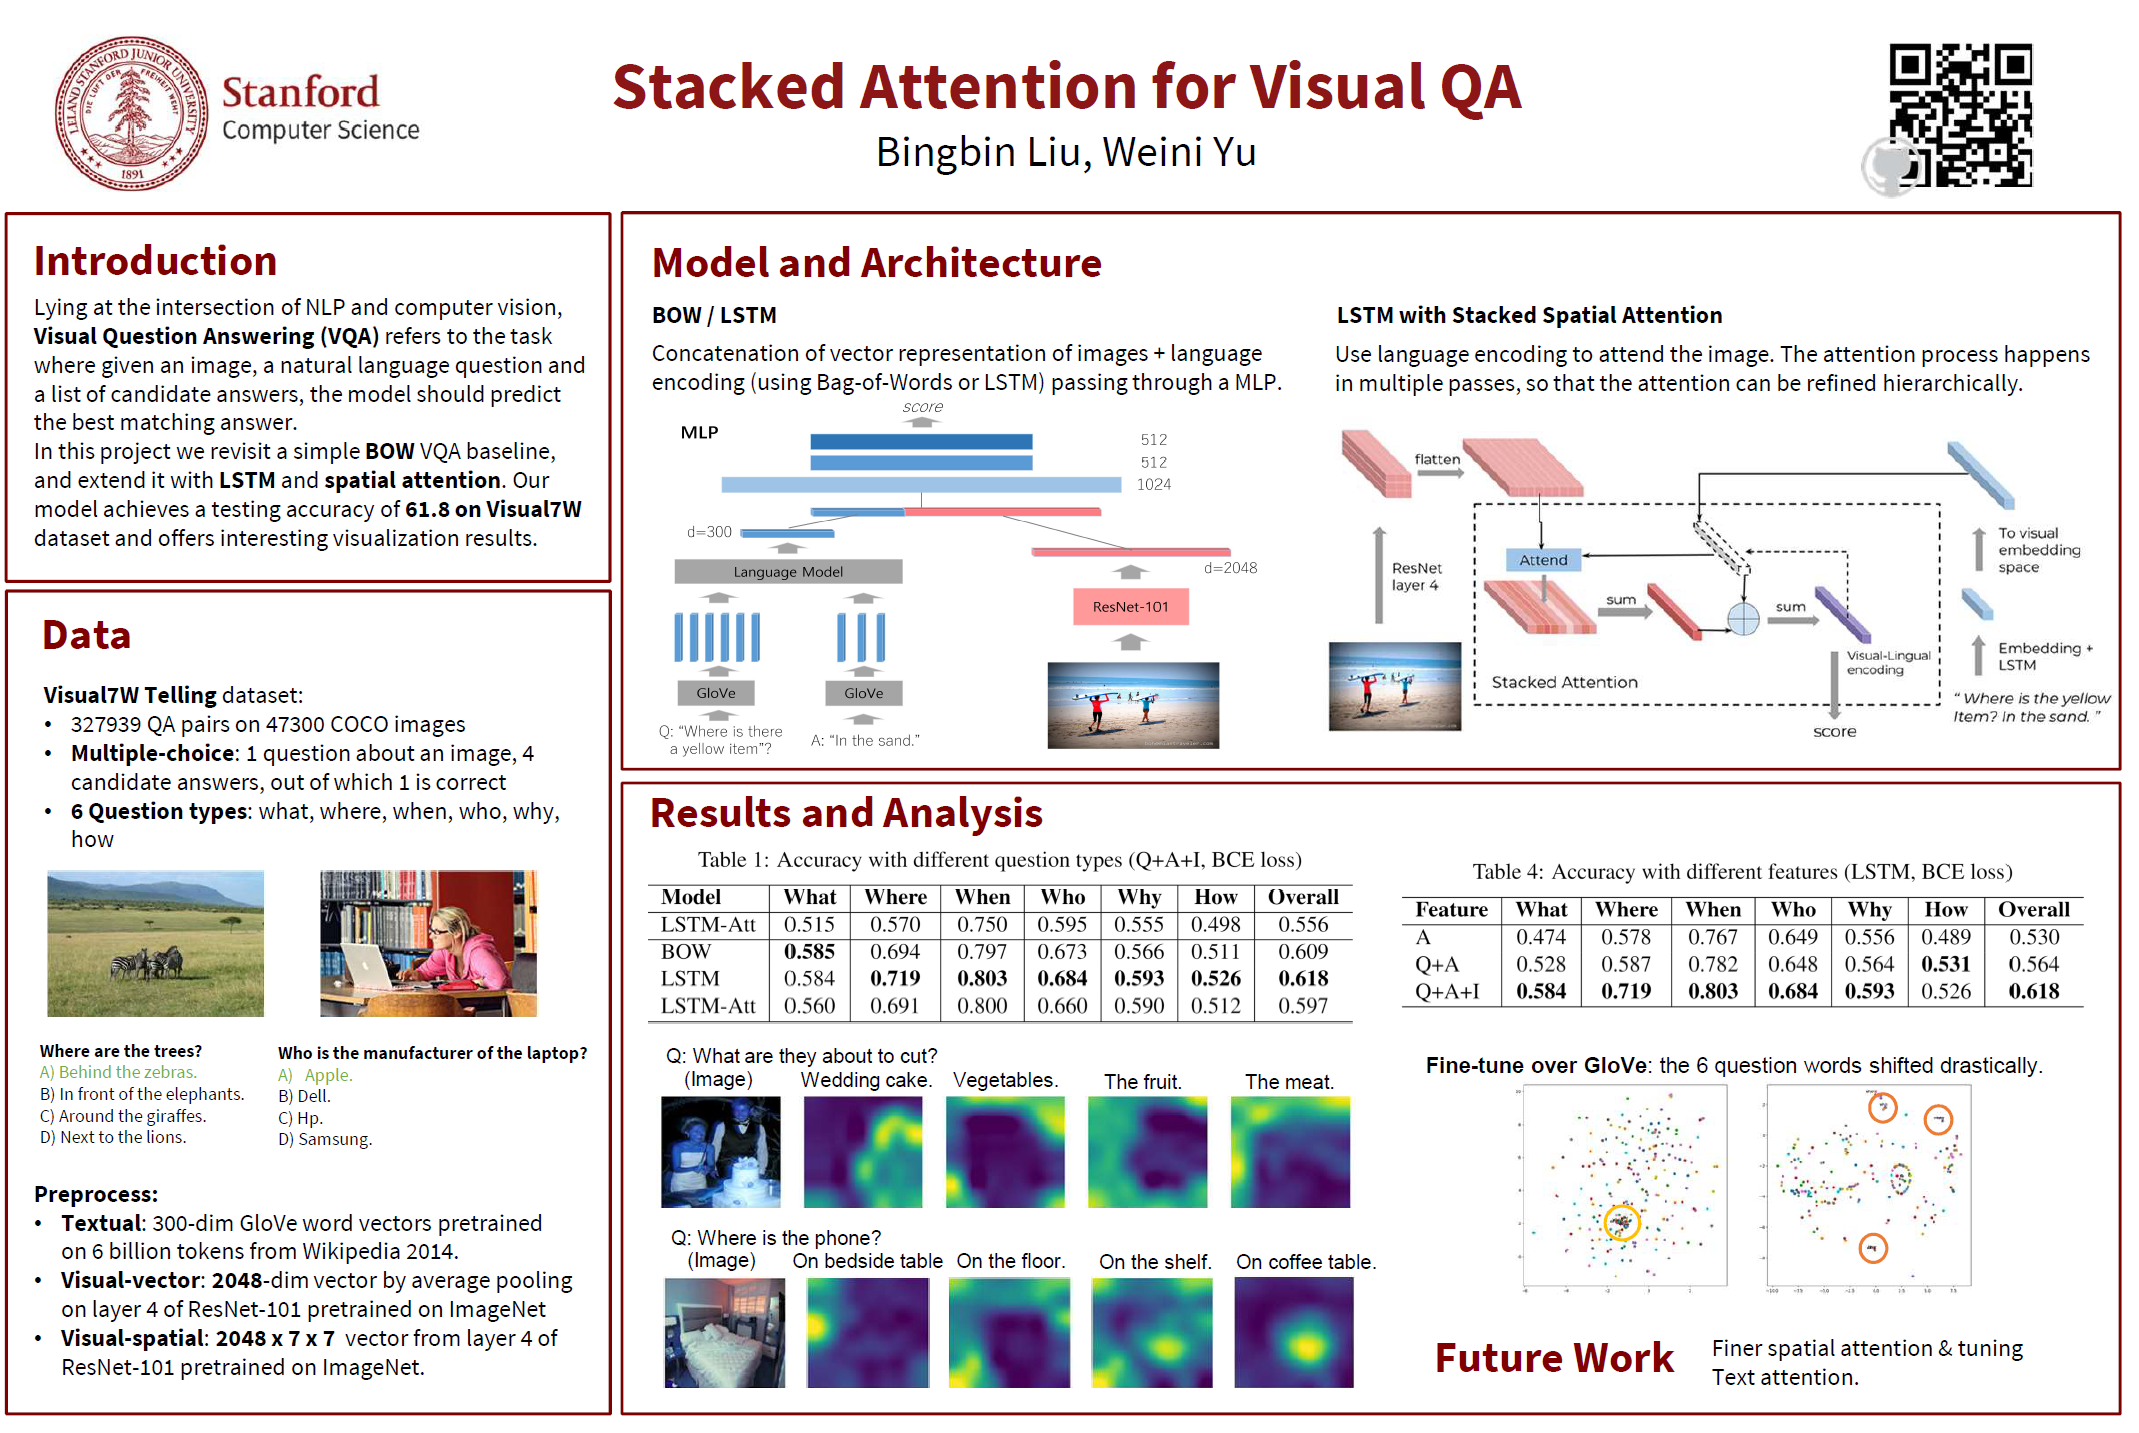 Stanford
Computer Science
LELAND STANFORD JUNIOR UNIVERSITY
DIE LUFT DER FREIHEIT WEHT
1891
Stacked Attention for Visual QA
Bingbin Liu, Weini Yu
Introduction
Lying at the intersection of NLP and computer vision,
Visual Question Answering (VQA) refers to the task
where given an image, a natural language question and
a list of candidate answers, the model should predict
the best matching answer.
In this project we revisit a simple BOW VQA baseline,
and extend it with LSTM and spatial attention. Our
model achieves a testing accuracy of 61.8 on Visual7W
dataset and offers interesting visualization results.
Data
Visual7W Telling dataset:
• 327939 QA pairs on 47300 COCO images
• Multiple-choice: 1 question about an image, 4
candidate answers, out of which 1 is correct
• 6 Question types: what, where, when, who, why,
how
Where are the trees?
A) Behind the zebras.
B) In front of the elephants.
C) Around the giraffes.
D) Next to the lions.
Who is the manufacturer of the laptop?
A) Apple.
B) Dell.
C) Hp.
D) Samsung.
Preprocess:
• Textual: 300-dim GloVe word vectors pretrained
on 6 billion tokens from Wikipedia 2014.
• Visual-vector: 2048-dim vector by average pooling
on layer 4 of ResNet-101 pretrained on ImageNet
• Visual-spatial: 2048 x 7 x 7 vector from layer 4 of
ResNet-101 pretrained on ImageNet.
Model and Architecture
BOW / LSTM
Concatenation of vector representation of images + language
encoding (using Bag-of-Words or LSTM) passing through a MLP.
score
MLP
512
512
1024
d=300
Language Model
d=2048
ResNet-101
GloVe
GloVe
Q: “Where is there
a yellow item”?
A: “In the sand.”
LSTM with Stacked Spatial Attention
Use language encoding to attend the image. The attention process happens
in multiple passes, so that the attention can be refined hierarchically.
flatten
Attend
ResNet
layer 4
sum
sum
To visual
embedding
space
Visual-Lingual
encoding
Embedding +
LSTM
Stacked Attention
“ Where is the yellow
Item? In the sand. ”
score
Results and Analysis
Table 1: Accuracy with different question types (Q+A+I, BCE loss)
Model What Where When Who Why How Overall
LSTM-Att 0.515 0.570 0.750 0.595 0.555 0.498 0.556
BOW 0.585 0.694 0.797 0.673 0.566 0.511 0.609
LSTM 0.584 0.719 0.803 0.684 0.593 0.526 0.618
LSTM-Att 0.560 0.691 0.800 0.660 0.590 0.512 0.597
Table 4: Accuracy with different features (LSTM, BCE loss)
Feature What Where When Who Why How Overall
A 0.474 0.578 0.767 0.649 0.556 0.489 0.530
Q+A 0.528 0.587 0.782 0.648 0.564 0.531 0.564
Q+A+I 0.584 0.719 0.803 0.684 0.593 0.526 0.618
Q: What are they about to cut?
(Image) Wedding cake. Vegetables. The fruit. The meat.
Q: Where is the phone?
(Image) On bedside table On the floor. On the shelf. On coffee table.
Fine-tune over GloVe: the 6 question words shifted drastically.
Future Work
Finer spatial attention & tuning
Text attention.